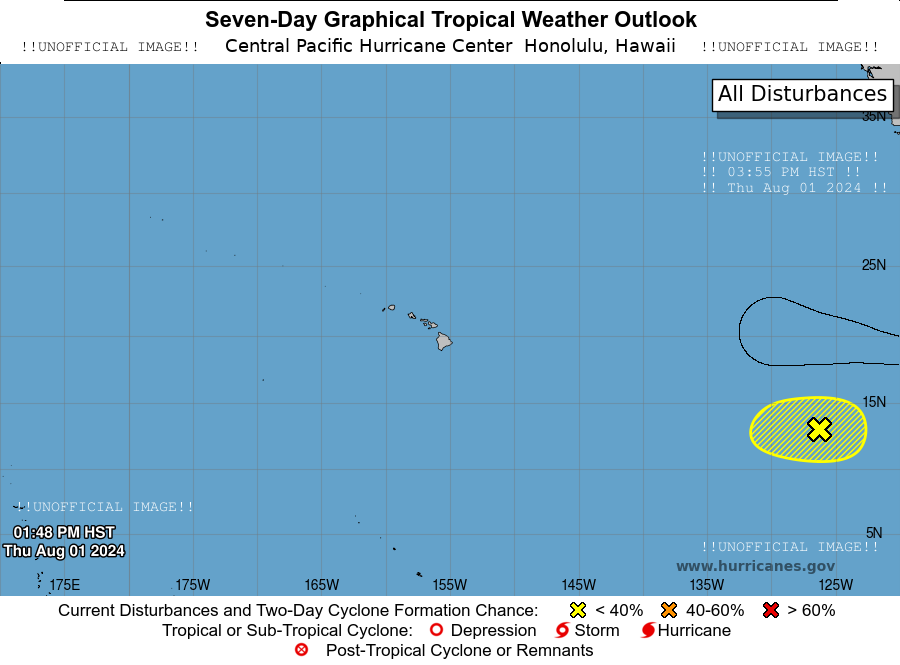 Seven-Day Graphical Tropical Weather Outlook
!!UNOFFICIAL IMAGE!! Central Pacific Hurricane Center Honolulu, Hawaii !!UNOFFICIAL IMAGE!!
All Disturbances
35N
!!UNOFFICIAL IMAGE!!
!! 03:55 PM HST !!
!! Thu Aug 01 2024 !!
25N
15N
!!UNOFFICIAL IMAGE!!
01:48 PM HST
Thu Aug 01 2024
5N
!!UNOFFICIAL IMAGE!!
www.hurricanes.gov
175E 175W 165W 155W 145W 135W 125W
Current Disturbances and Two-Day Cyclone Formation Chance: < 40% 40-60% > 60%
Tropical or Sub-Tropical Cyclone: Depression Storm Hurricane
Post-Tropical Cyclone or Remnants